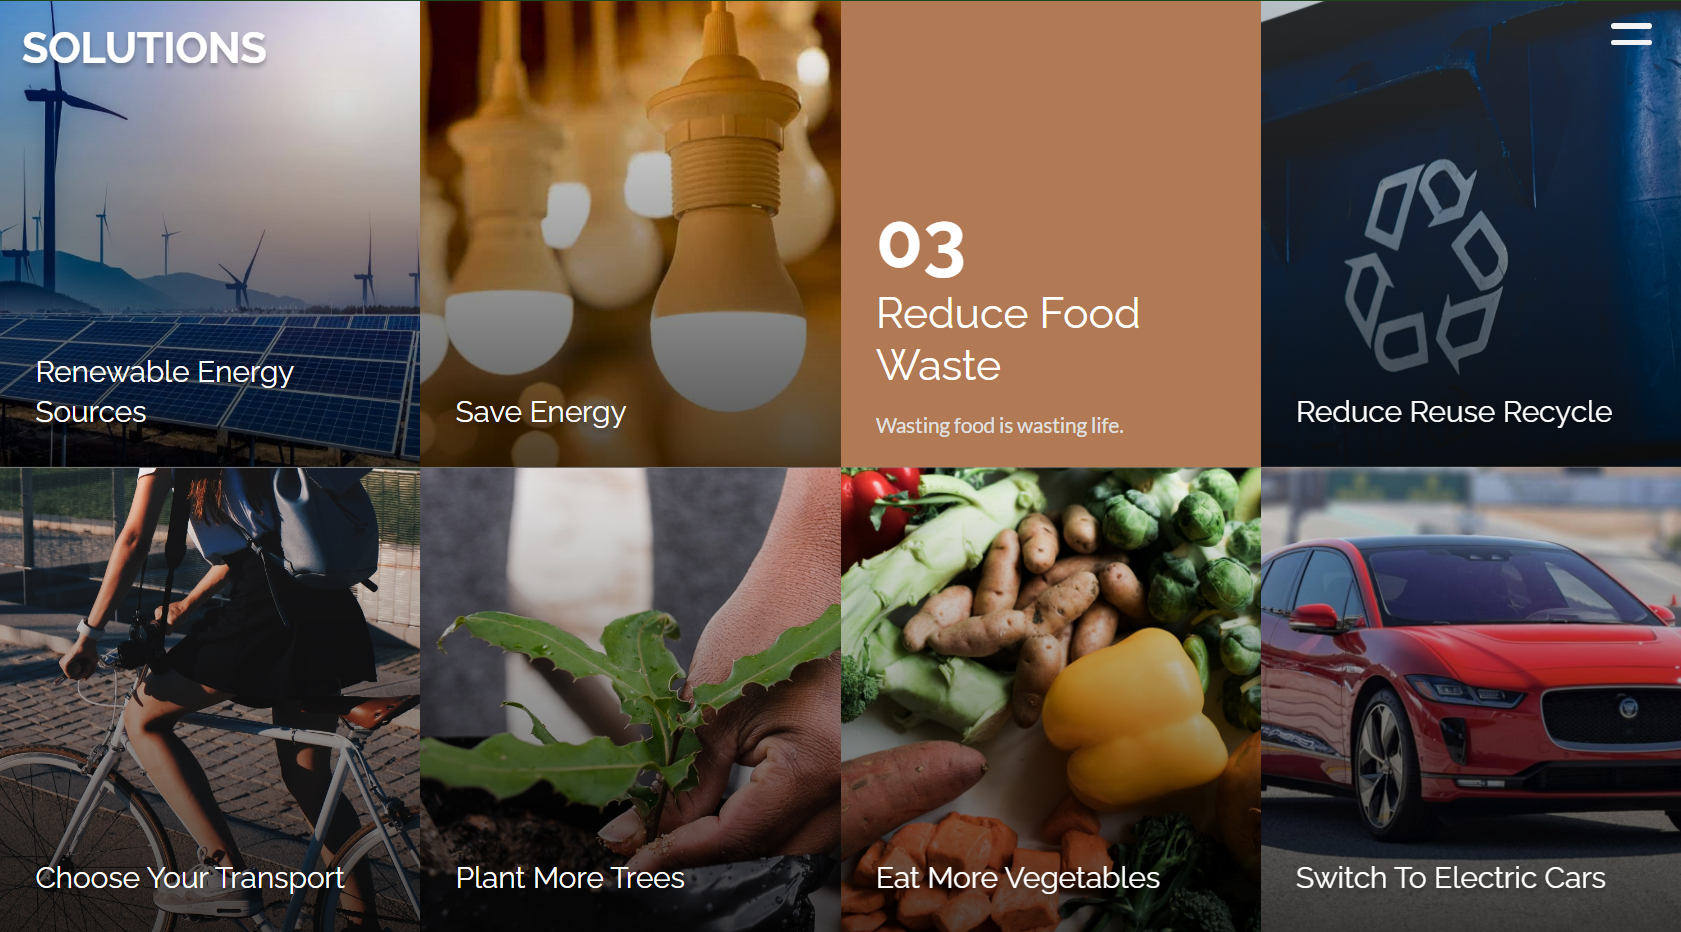 SOLUTIONS
Renewable Energy
Sources
Save Energy
03
Reduce Food
Waste
Wasting food is wasting life.
Reduce Reuse Recycle
Choose Your Transport
Plant More Trees
Eat More Vegetables
Switch To Electric Cars